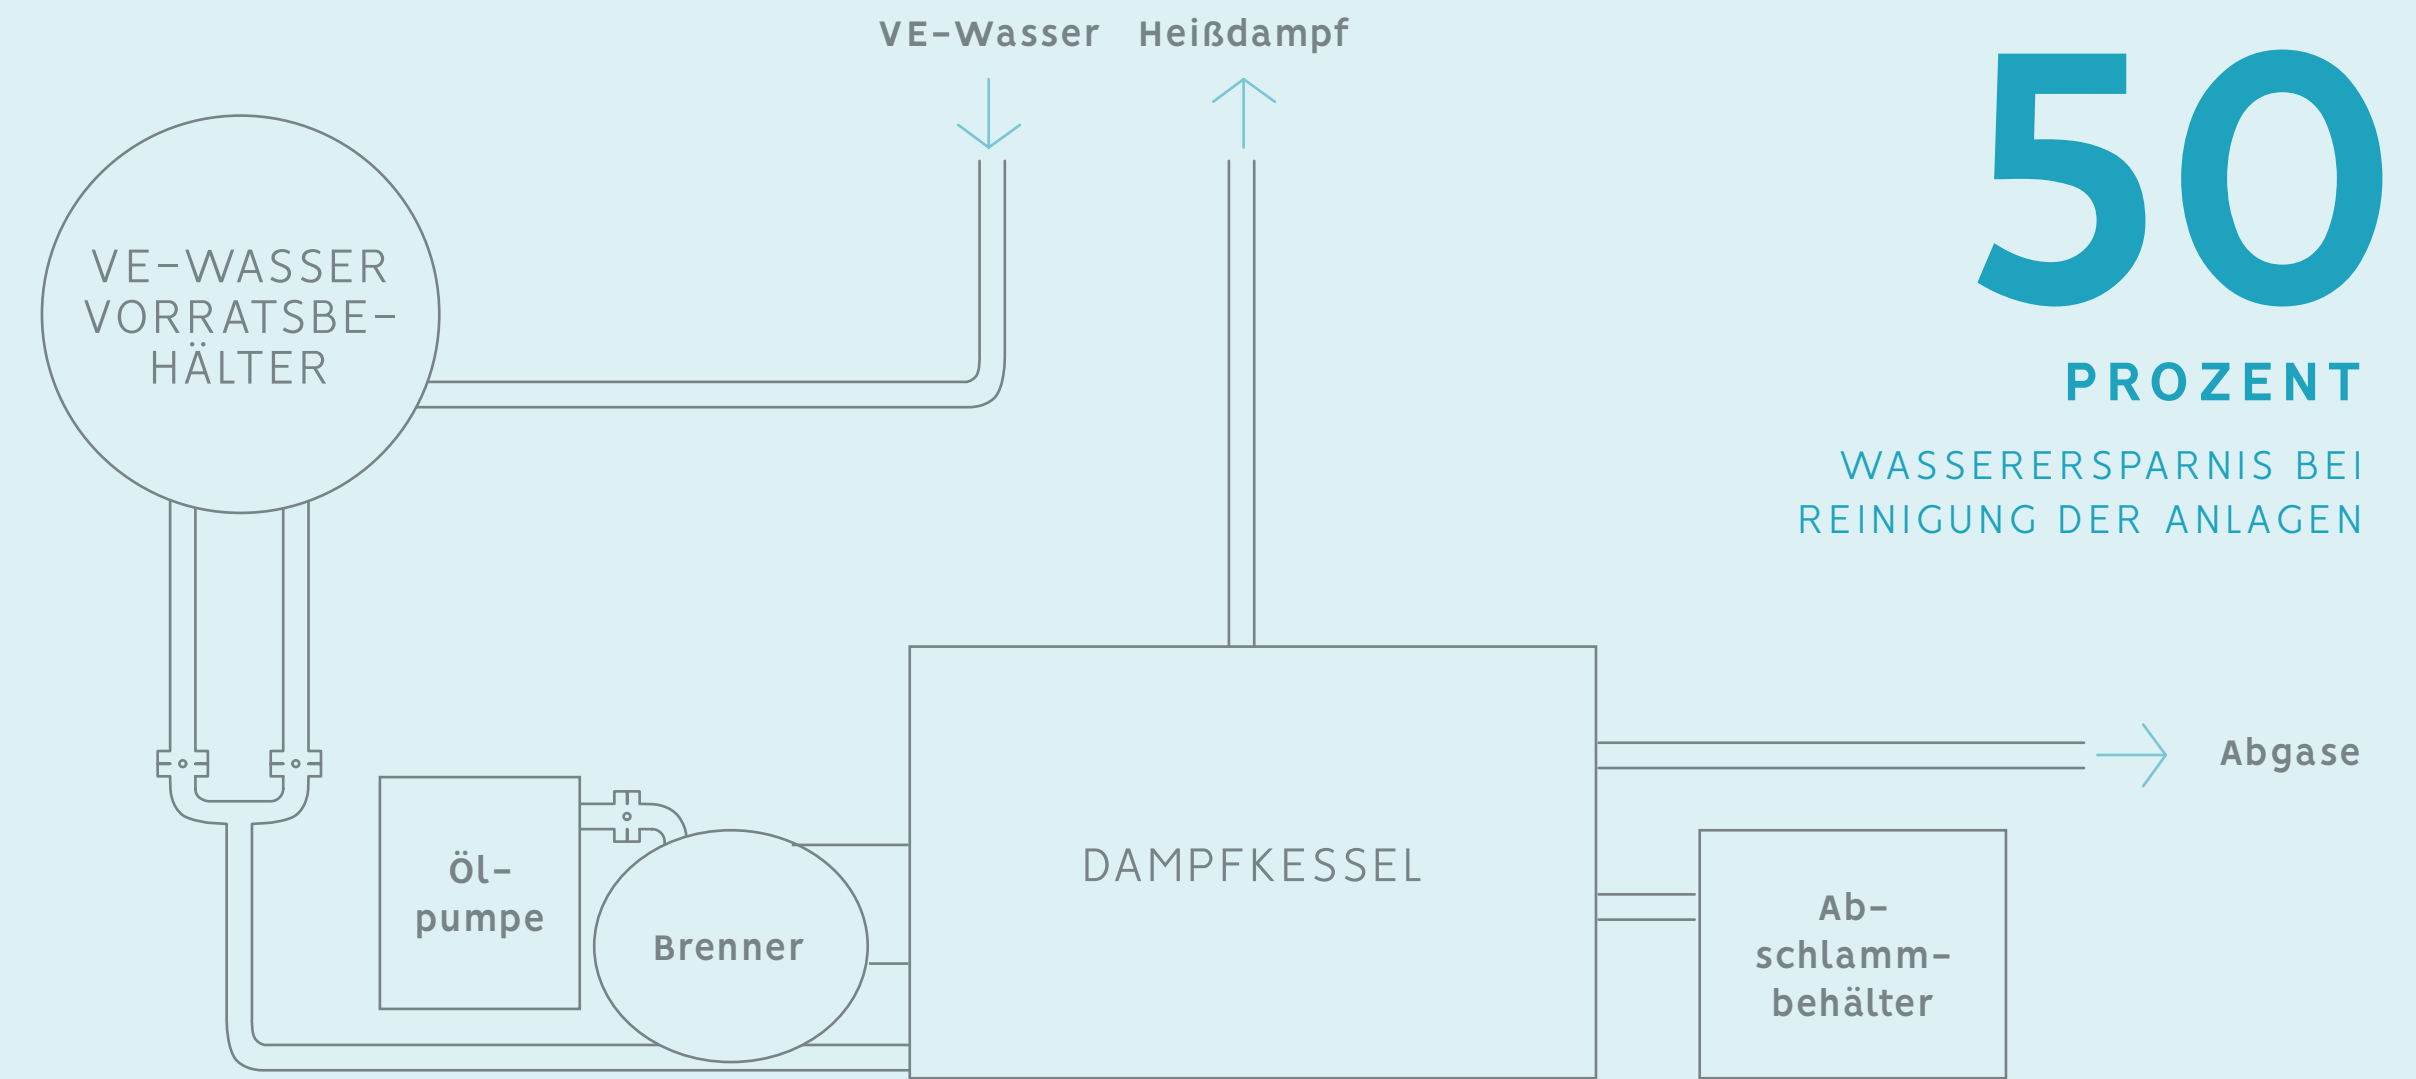 VE-Wasser Heißdampf
50
PROZENT
WASSERERSPARNIS BEI
REINIGUNG DER ANLAGEN
VE-WASSER
VORRATSBE-
HÄLTER
Abgase
Öl-
pumpe
Brenner
DAMPFKESSEL
Ab-
schlamm-
behälter